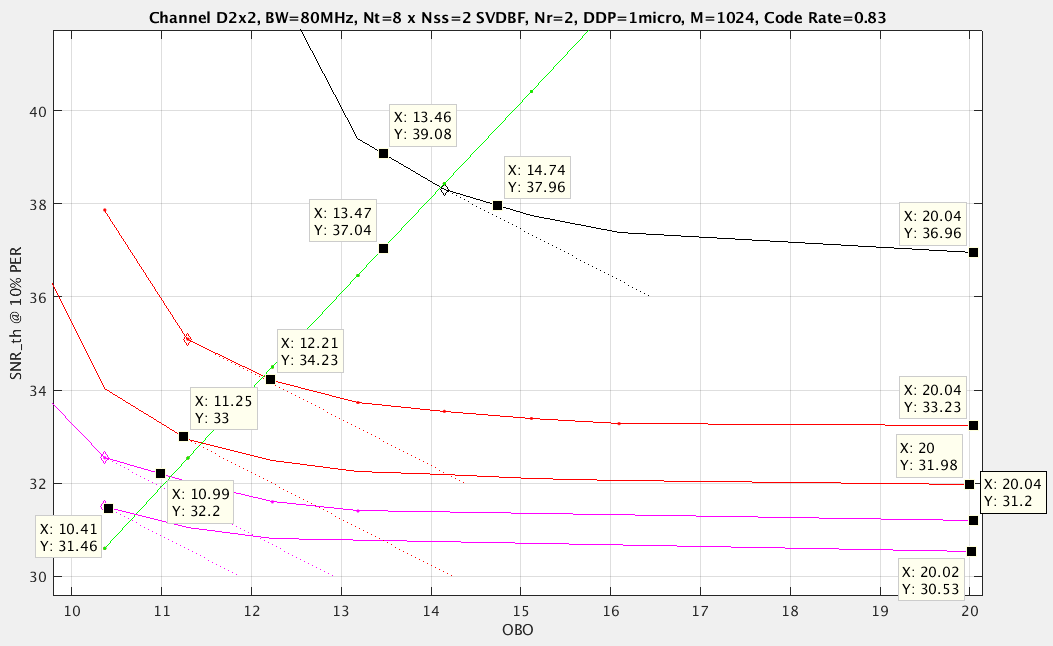 Channel D2x2, BW=80MHz, Nt=8 x Nss=2 SVDBF, Nr=2, DDP=1micro, M=1024, Code Rate=0.83
SNR_th @ 10% PER
40
38
36
34
32
30
X: 13.46
Y: 39.08
X: 14.74
Y: 37.96
X: 13.47
Y: 37.04
X: 20.04
Y: 36.96
X: 12.21
Y: 34.23
X: 11.25
Y: 33
X: 20.04
Y: 33.23
X: 20
Y: 31.98
X: 20.04
Y: 31.2
X: 10.99
Y: 32.2
X: 10.41
Y: 31.46
X: 20.02
Y: 30.53
10 11 12 13 14 15 16 17 18 19 20
OBO